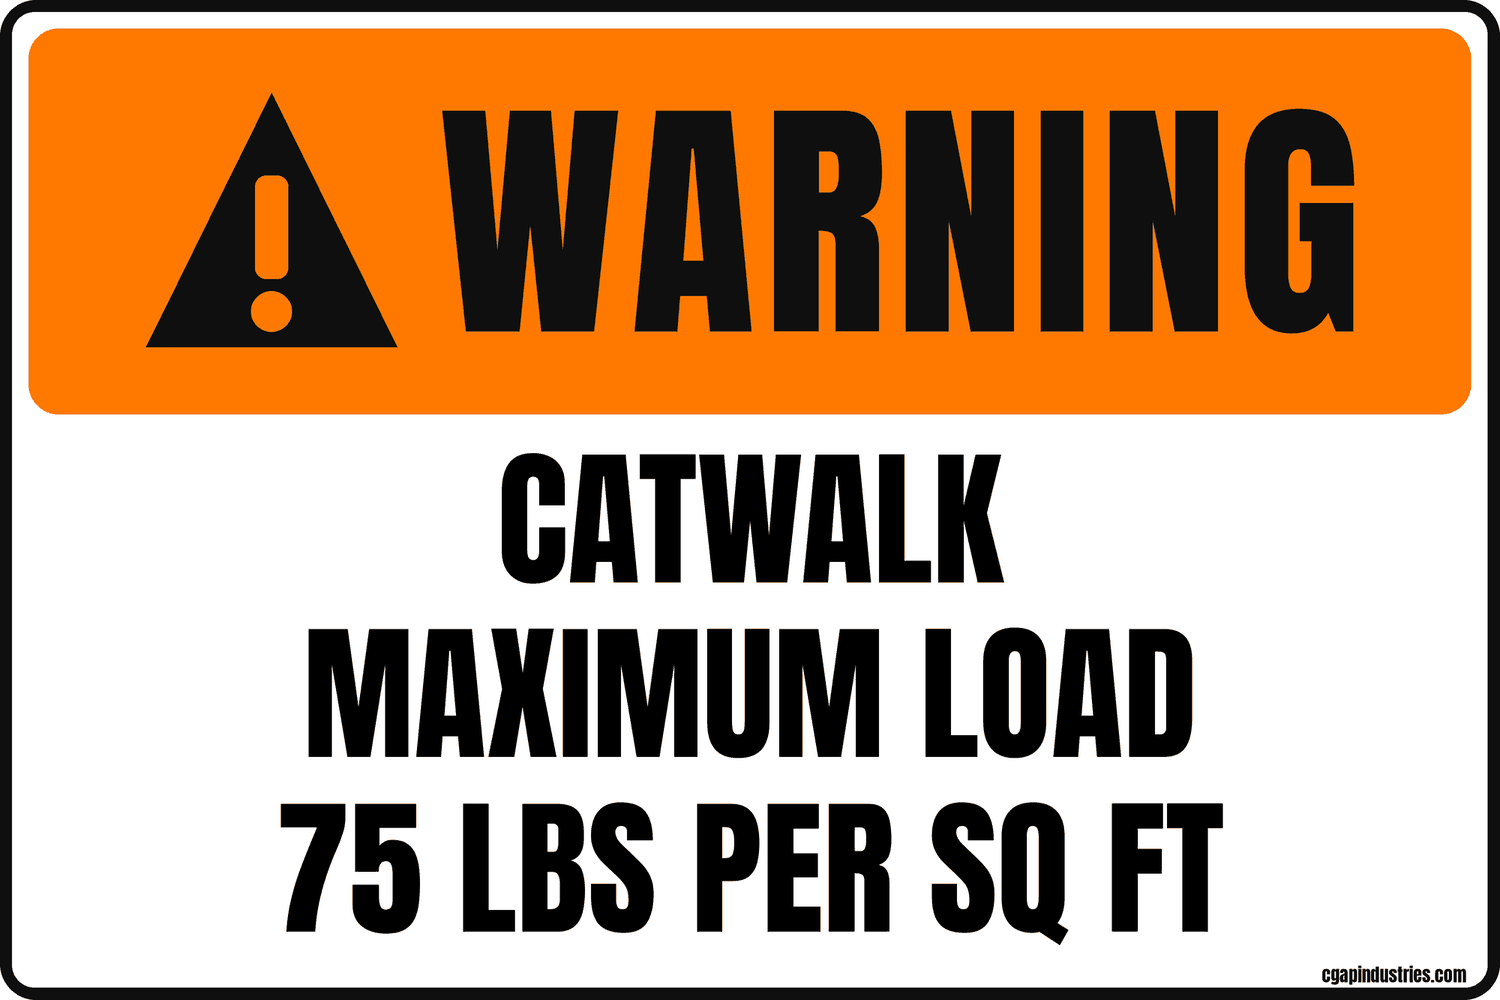 WARNING
CATWALK
MAXIMUM LOAD
75 LBS PER SQ FT
cgapindustries.com